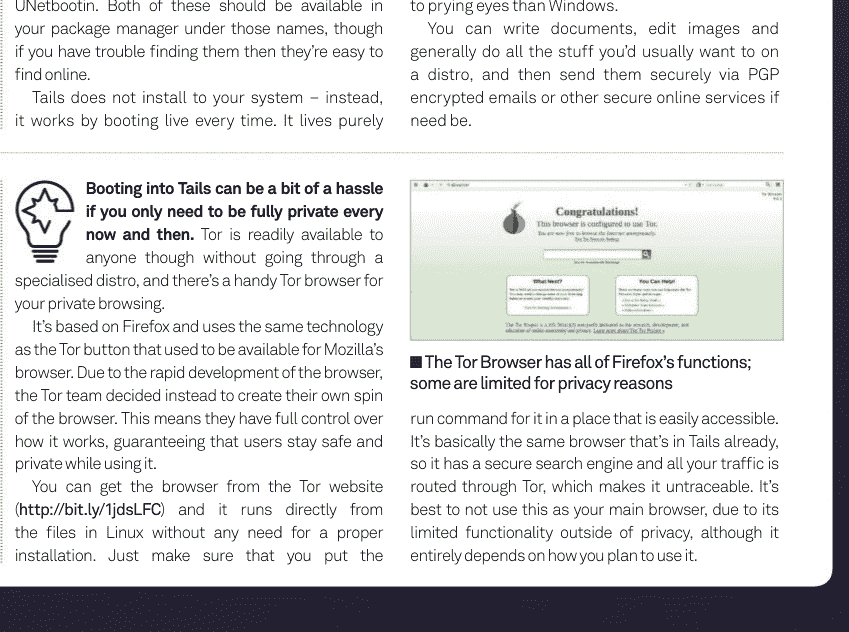 UNetbootin. Both of these should be available in
your package manager under those names, though
if you have trouble finding them then they're easy to
find online.
Tails does not install to your system – instead,
it works by booting live every time. It lives purely
to prying eyes than Windows.
You can write documents, edit images and
generally do all the stuff you'd usually want to on
a distro, and then send them securely via PGP
encrypted emails or other secure online services if
need be.
Booting into Tails can be a bit of a hassle
if you only need to be fully private every
now and then. Tor is readily available to
anyone though without going through a
specialised distro, and there's a handy Tor browser for
your private browsing.
It's based on Firefox and uses the same technology
as the Tor button that used to be available for Mozilla's
browser. Due to the rapid development of the browser,
the Tor team decided instead to create their own spin
of the browser. This means they have full control over
how it works, guaranteeing that users stay safe and
private while using it.
You can get the browser from the Tor website
(http://bit.ly/1jdsLFC) and it runs directly from
the files in Linux without any need for a proper
installation. Just make sure that you put the
Congratulations!
This browser is configured to use Tor.
You are now free to browse the Internet anonymously.
Test Tor Network Settings
What Next?
You Can Help!
The Tor Browser has all of Firefox's functions;
some are limited for privacy reasons
run command for it in a place that is easily accessible.
It's basically the same browser that's in Tails already,
so it has a secure search engine and all your traffic is
routed through Tor, which makes it untraceable. It's
best to not use this as your main browser, due to its
limited functionality outside of privacy, although it
entirely depends on how you plan to use it.